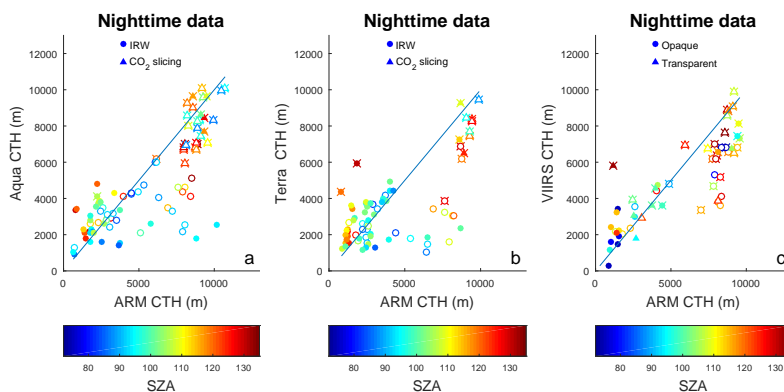 Nighttime data
Aqua CTH (m)
12000
10000
8000
6000
4000
2000
0
IRW
CO2 slicing
a
0 5000 10000
ARM CTH (m)
80 90 100 110 120 130
SZA
Nighttime data
Terra CTH (m)
12000
10000
8000
6000
4000
2000
0
IRW
CO2 slicing
b
0 5000 10000
ARM CTH (m)
80 90 100 110 120 130
SZA
Nighttime data
VIIRS CTH (m)
12000
10000
8000
6000
4000
2000
0
Opaque
Transparent
c
0 5000 10000
ARM CTH (m)
80 90 100 110 120 130
SZA